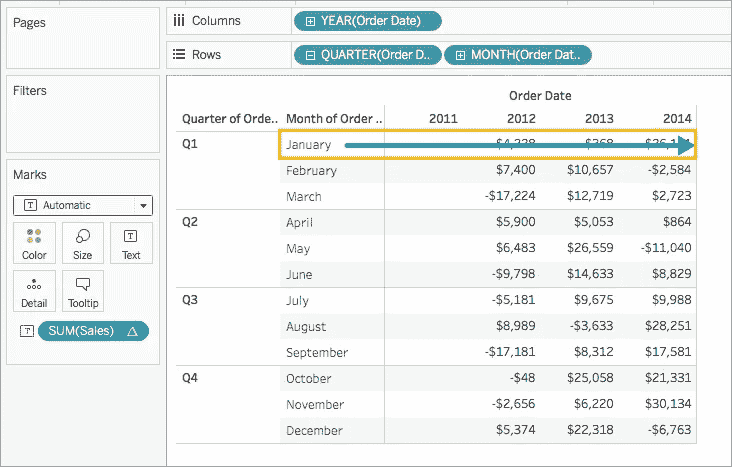 Pages
Columns
YEAR(Order Date)
Rows
QUARTER(Order D..
MONTH(Order Dat..
Filters
Marks
Automatic
Color
Size
Text
Detail
Tooltip
SUM(Sales)
Order Date
Quarter of Orde.. Month of Order .. 2011 2012 2013 2014
Q1 January
February $7,400 $10,657 -$2,584
March -$17,224 $12,719 $2,723
Q2 April $5,900 $5,053 $864
May $6,483 $26,559 -$11,040
June -$9,798 $14,633 $8,829
Q3 July -$5,181 $9,675 $9,988
August $8,989 -$3,633 $28,251
September -$17,181 $8,312 $17,581
Q4 October -$48 $25,058 $21,331
November -$2,656 $6,220 $30,134
December $5,374 $22,318 -$6,763